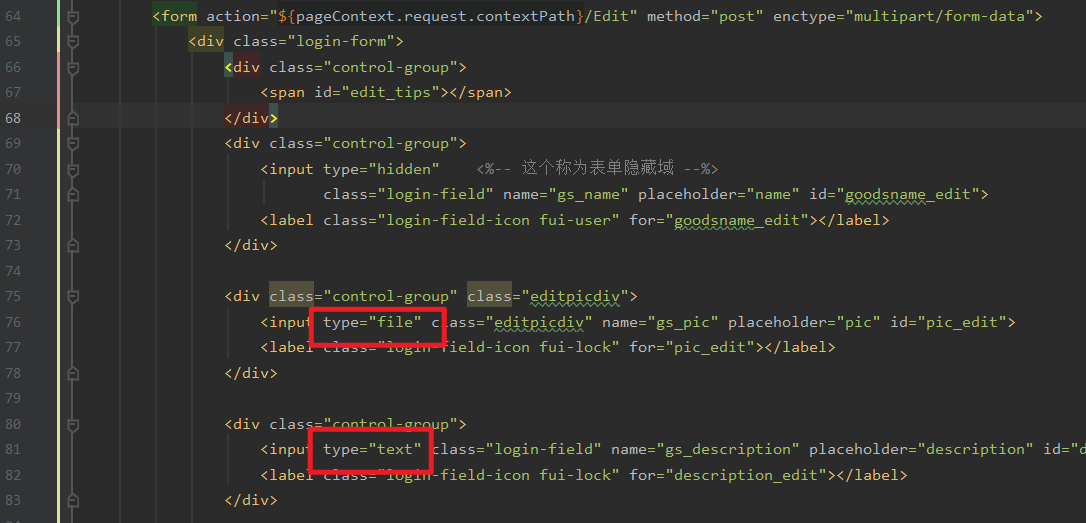 64 <form action="${pageContext.request.contextPath}/Edit" method="post" enctype="multipart/form-data">
65 <div class="login-form">
66 <div class="control-group">
67 <span id="edit_tips"></span>
68 </div>
69 <div class="control-group">
70 <input type="hidden" <%-- 这个称为表单隐藏域 --%>
71 class="login-field" name="gs_name" placeholder="name" id="goodsname_edit">
72 <label class="login-field-icon fui-user" for="goodsname_edit"></label>
73 </div>
74
75 <div class="control-group" class="editpicdiv">
76 <input type="file" class="editpicdiv" name="gs_pic" placeholder="pic" id="pic_edit">
77 <label class="login-field-icon fui-lock" for="pic_edit"></label>
78 </div>
79
80 <div class="control-group">
81 <input type="text" class="login-field" name="gs_description" placeholder="description" id="d
82 <label class="login-field-icon fui-lock" for="description_edit"></label>
83 </div>